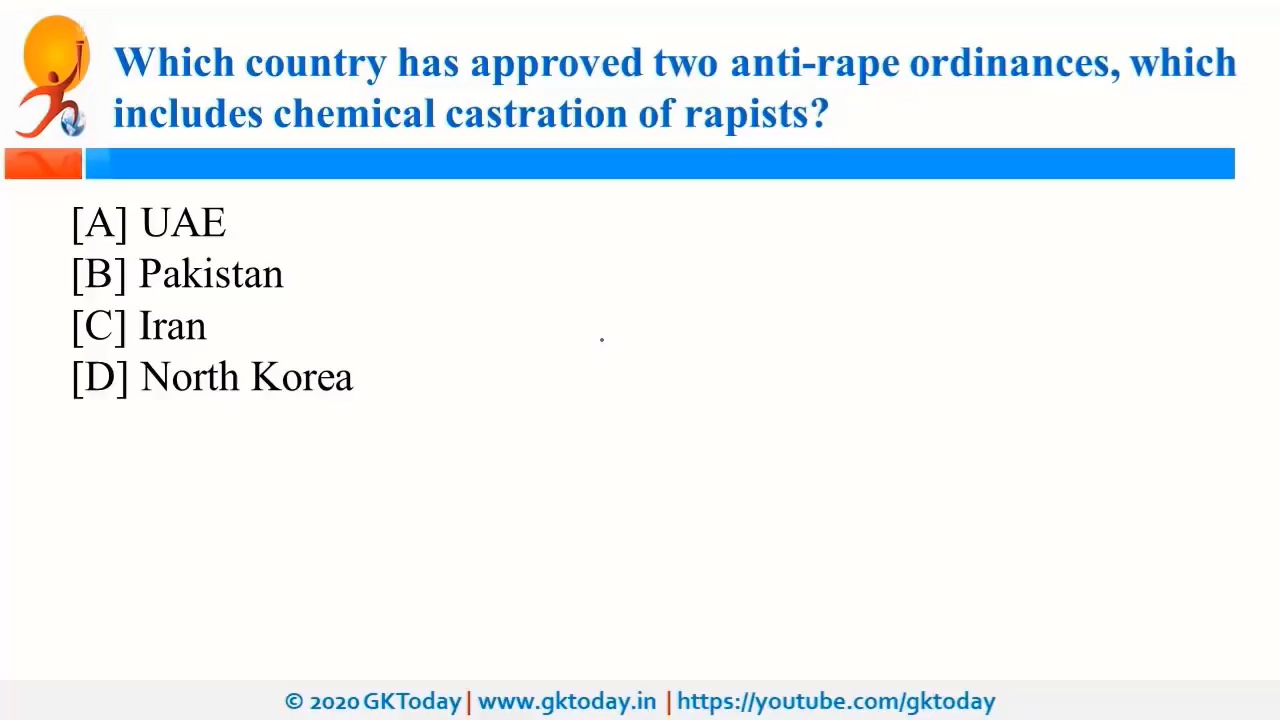 Which country has approved two anti-rape ordinances, which
includes chemical castration of rapists?
[A] UAE
[B] Pakistan
[C] Iran
[D] North Korea
© 2020 GKToday | www.gktoday.in | https://youtube.com/gktoday